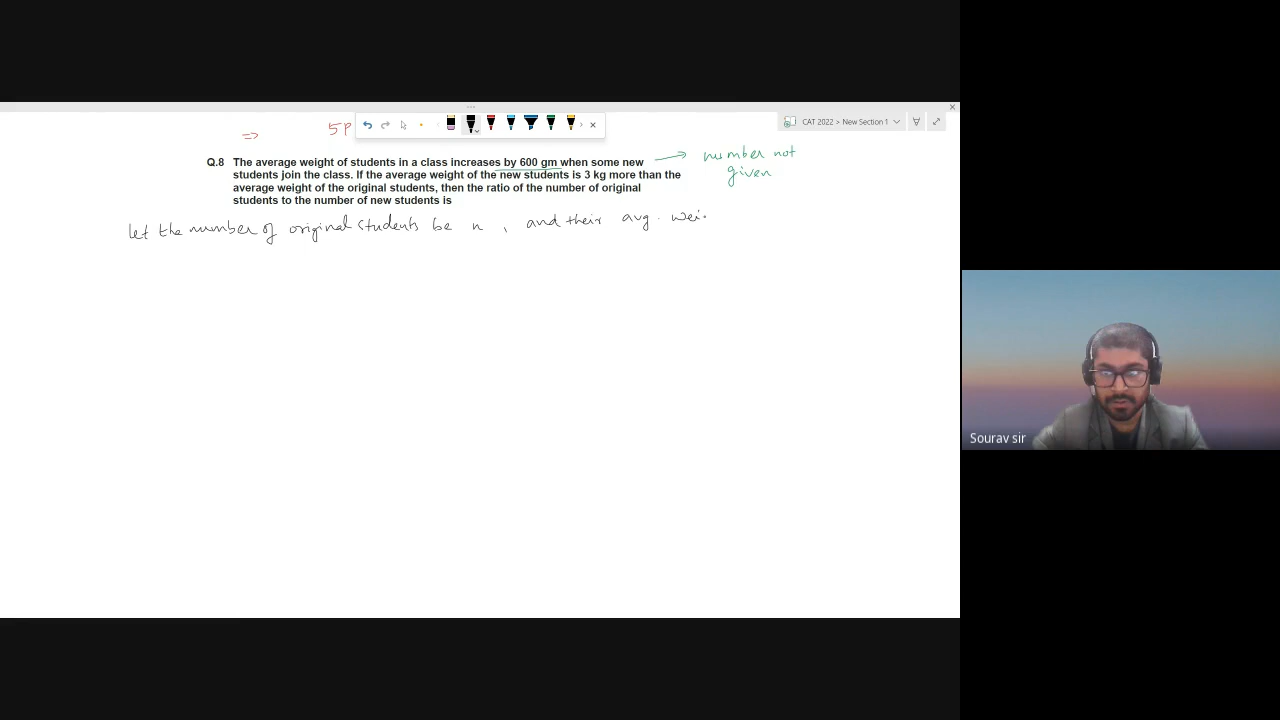 => 5P
CAT 2022 > New Section 1
Q.8 The average weight of students in a class increases by 600 gm when some new
students join the class. If the average weight of the new students is 3 kg more than the
average weight of the original students, then the ratio of the number of original
students to the number of new students is
number not
given
let the number of original students be n , and their avg. wei.
Sourav sir